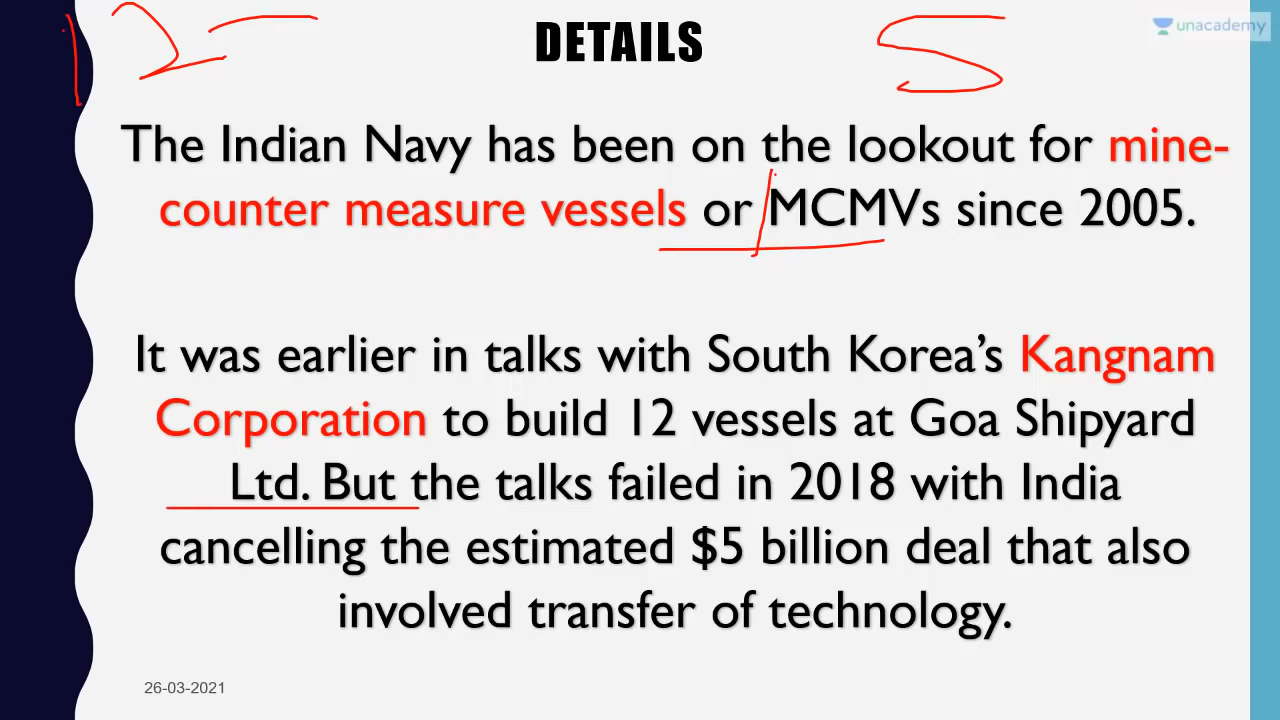 12 - 5
DETAILS
unacademy
The Indian Navy has been on the lookout for mine-
counter measure vessels or MCMVs since 2005.
It was earlier in talks with South Korea's Kangnam
Corporation to build 12 vessels at Goa Shipyard
Ltd. But the talks failed in 2018 with India
cancelling the estimated $5 billion deal that also
involved transfer of technology.
26-03-2021